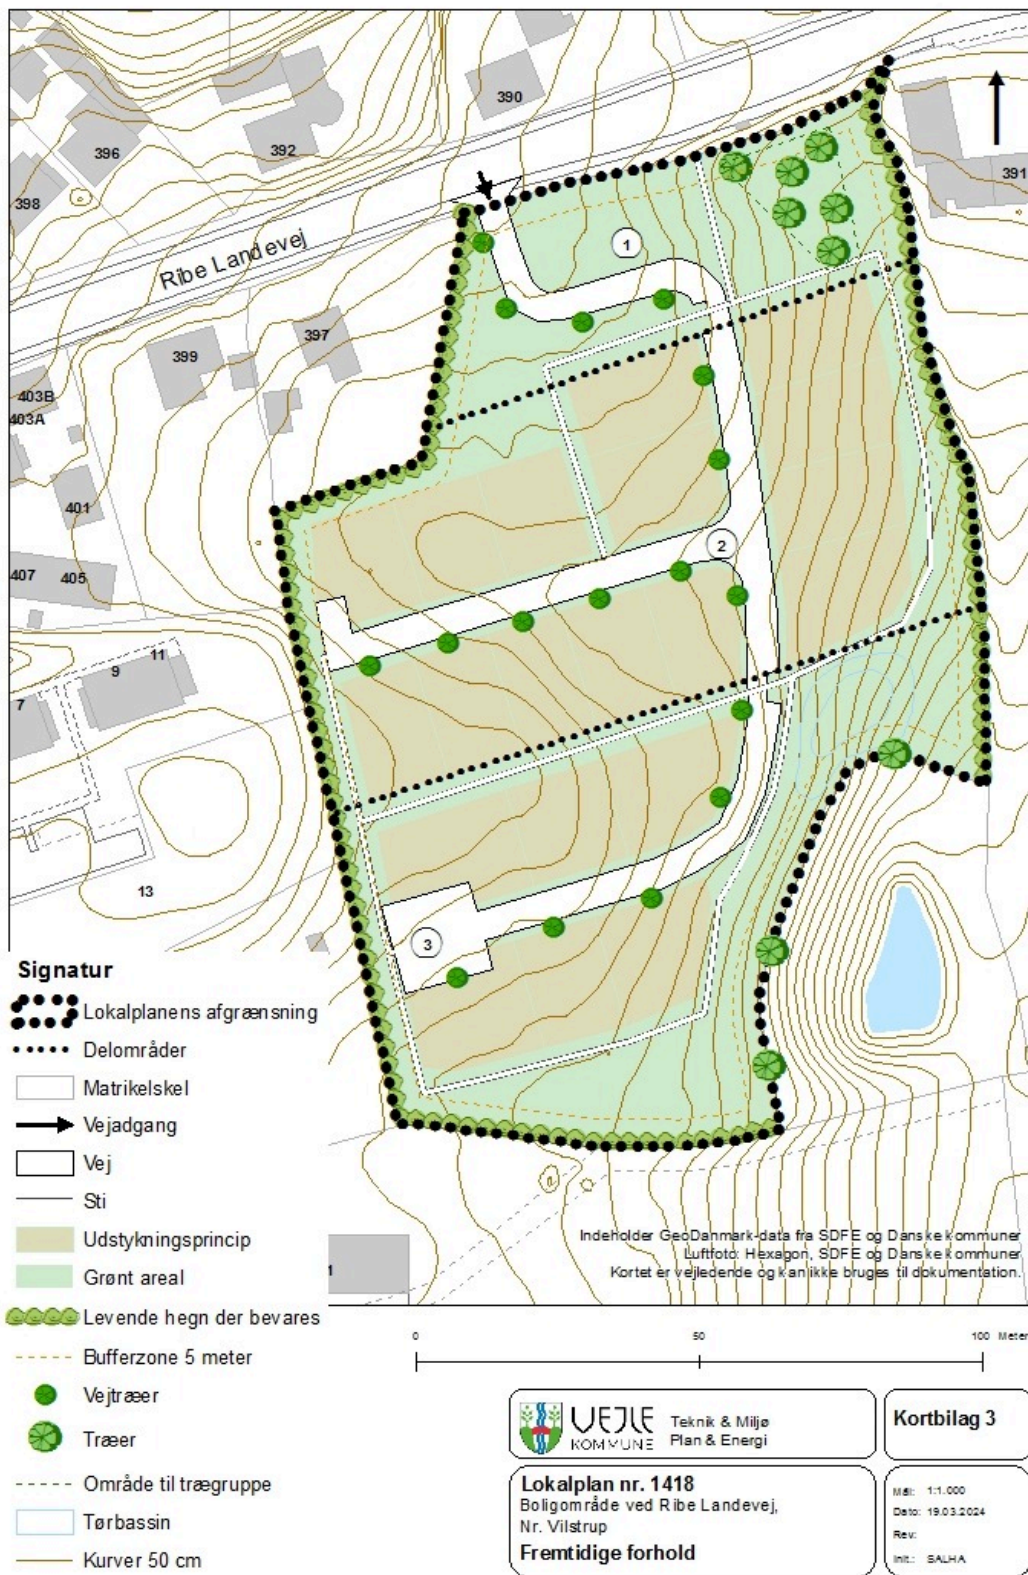 390
396
392
398
391
Ribe Landevej
1
397
399
403B
403A
401
2
407
405
11
9
7
13
3
Signatur
Lokalplanens afgrænsning
Delområder
Matrikelskel
Vejadgang
Vej
Sti
Udstykningsprincip
Grønt areal
Levende hegn der bevares
Bufferzone 5 meter
Vejtræer
Træer
Område til trægruppe
Tørbassin
Kurver 50 cm
Indeholder GeoDanmark-data fra SDFE og Danske kommuner
Luftfoto: Hexagon, SDFE og Danske kommuner
Kortet er vejledende og kan ikke bruges til dokumentation.
0 50 100 Meter
VEJLE
KOMMUNE
Teknik & Miljø
Plan & Energi
Kortbilag 3
Lokalplan nr. 1418
Boligområde ved Ribe Landevej,
Nr. Vilstrup
Fremtidige forhold
Mål: 1:1.000
Dato: 19.03.2024
Rev:
Init.: SALHA